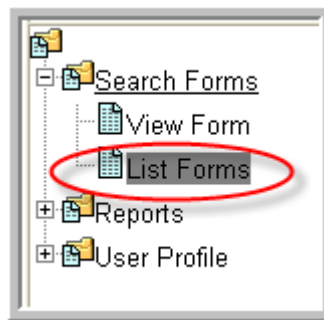 Search Forms
View Form
List Forms
Reports
User Profile